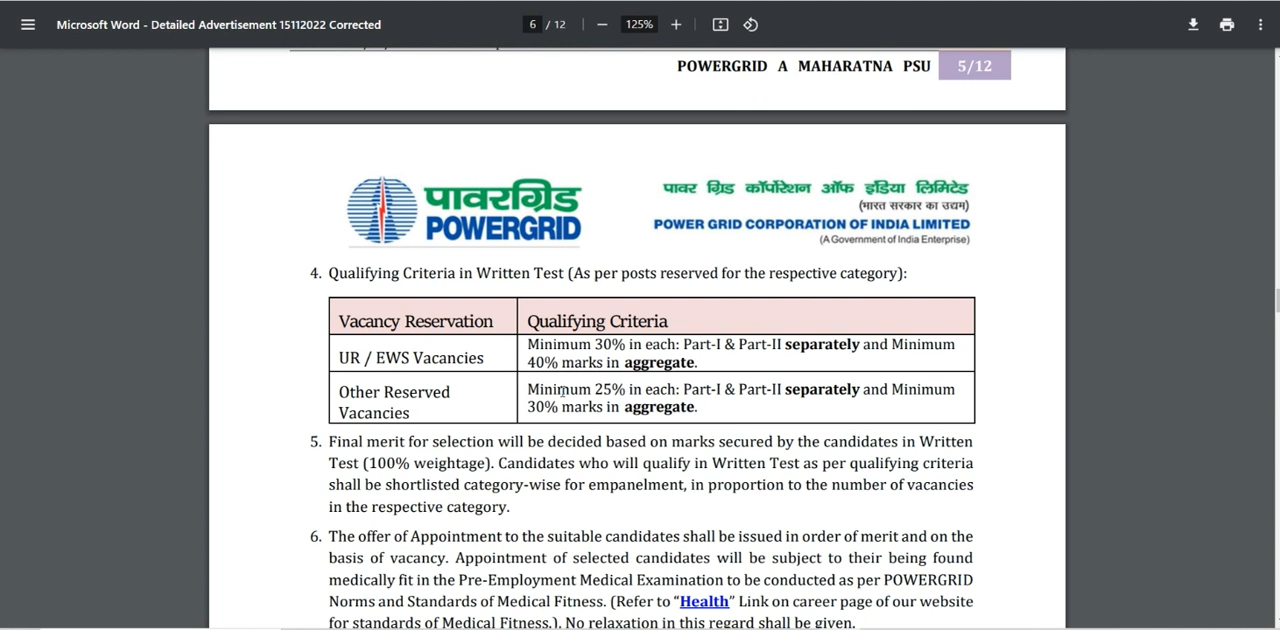 Microsoft Word - Detailed Advertisement 15112022 Corrected
6 / 12
125%
POWERGRID A MAHARATNA PSU 5/12
पावरग्रिड
POWERGRID
पावर ग्रिड कॉर्पोरेशन ऑफ इंडिया लिमिटेड
(भारत सरकार का उद्यम)
POWER GRID CORPORATION OF INDIA LIMITED
(A Government of India Enterprise)
4. Qualifying Criteria in Written Test (As per posts reserved for the respective category):
Vacancy Reservation
Qualifying Criteria
UR / EWS Vacancies
Minimum 30% in each: Part-I & Part-II separately and Minimum
40% marks in aggregate.
Other Reserved
Vacancies
Minimum 25% in each: Part-I & Part-II separately and Minimum
30% marks in aggregate.
5. Final merit for selection will be decided based on marks secured by the candidates in Written
Test (100% weightage). Candidates who will qualify in Written Test as per qualifying criteria
shall be shortlisted category-wise for empanelment, in proportion to the number of vacancies
in the respective category.
6. The offer of Appointment to the suitable candidates shall be issued in order of merit and on the
basis of vacancy. Appointment of selected candidates will be subject to their being found
medically fit in the Pre-Employment Medical Examination to be conducted as per POWERGRID
Norms and Standards of Medical Fitness. (Refer to “Health” Link on career page of our website
for standards of Medical Fitness.). No relaxation in this regard shall be given.